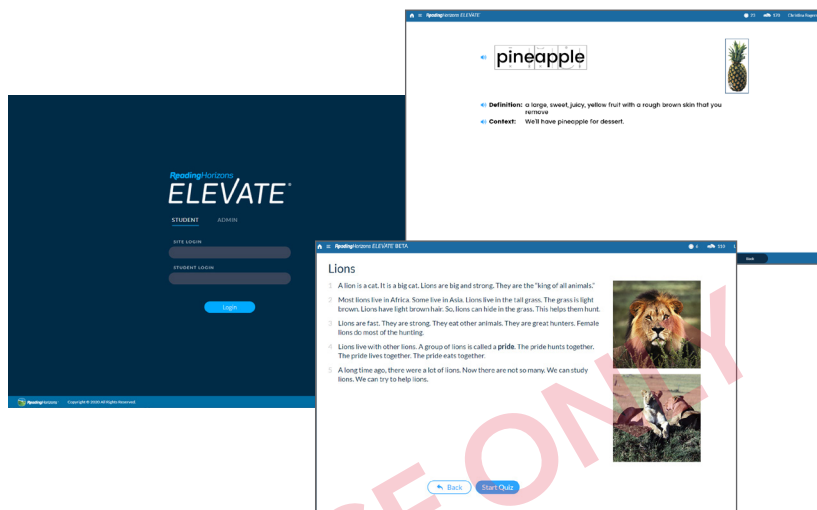 ReadingHorizons ELEVATE
23
570
pineapple
Definition: a large, sweet, juicy, yellow fruit with a rough brown skin that you
remove
Context: We'll have pineapple for dessert.
Back
ReadingHorizons
ELEVATE
STUDENT ADMIN
SITE LOGIN
STUDENT LOGIN
Login
ReadingHorizons Copyright © 2020 All Rights Reserved.
ReadingHorizons ELEVATE BETA
4
110
Lions
1 A lion is a cat. It is a big cat. Lions are big and strong. They are the "king of all animals."
2 Most lions live in Africa. Some live in Asia. Lions live in the tall grass. The grass is light
brown. Lions have light brown hair. So, lions can hide in the grass. This helps them hunt.
3 Lions are fast. They are strong. They eat other animals. They are great hunters. Female
lions do most of the hunting.
4 Lions live with other lions. A group of lions is called a pride. The pride hunts together.
The pride lives together. The pride eats together.
5 A long time ago, there were a lot of lions. Now there are not so many. We can study
lions. We can try to help lions.
Back Start Quiz
ONLY